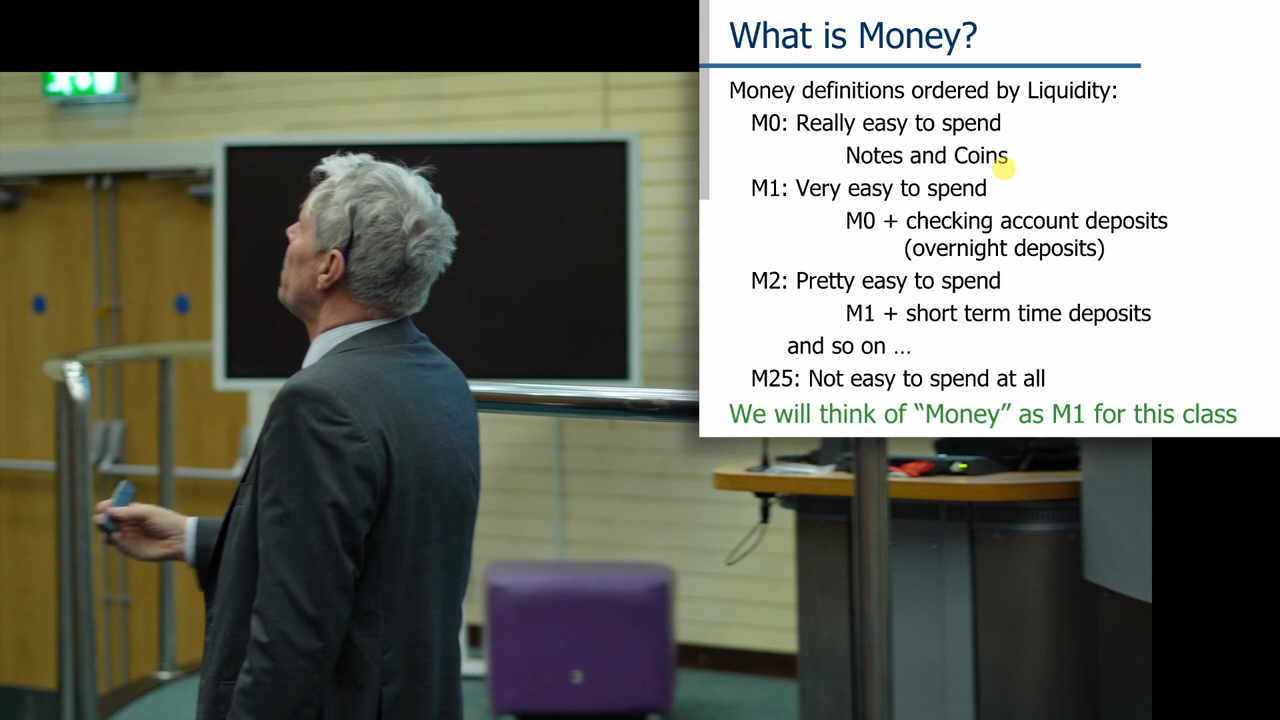 What is Money?
Money definitions ordered by Liquidity:
M0: Really easy to spend
Notes and Coins
M1: Very easy to spend
M0 + checking account deposits
(overnight deposits)
M2: Pretty easy to spend
M1 + short term time deposits
and so on …
M25: Not easy to spend at all
We will think of “Money” as M1 for this class